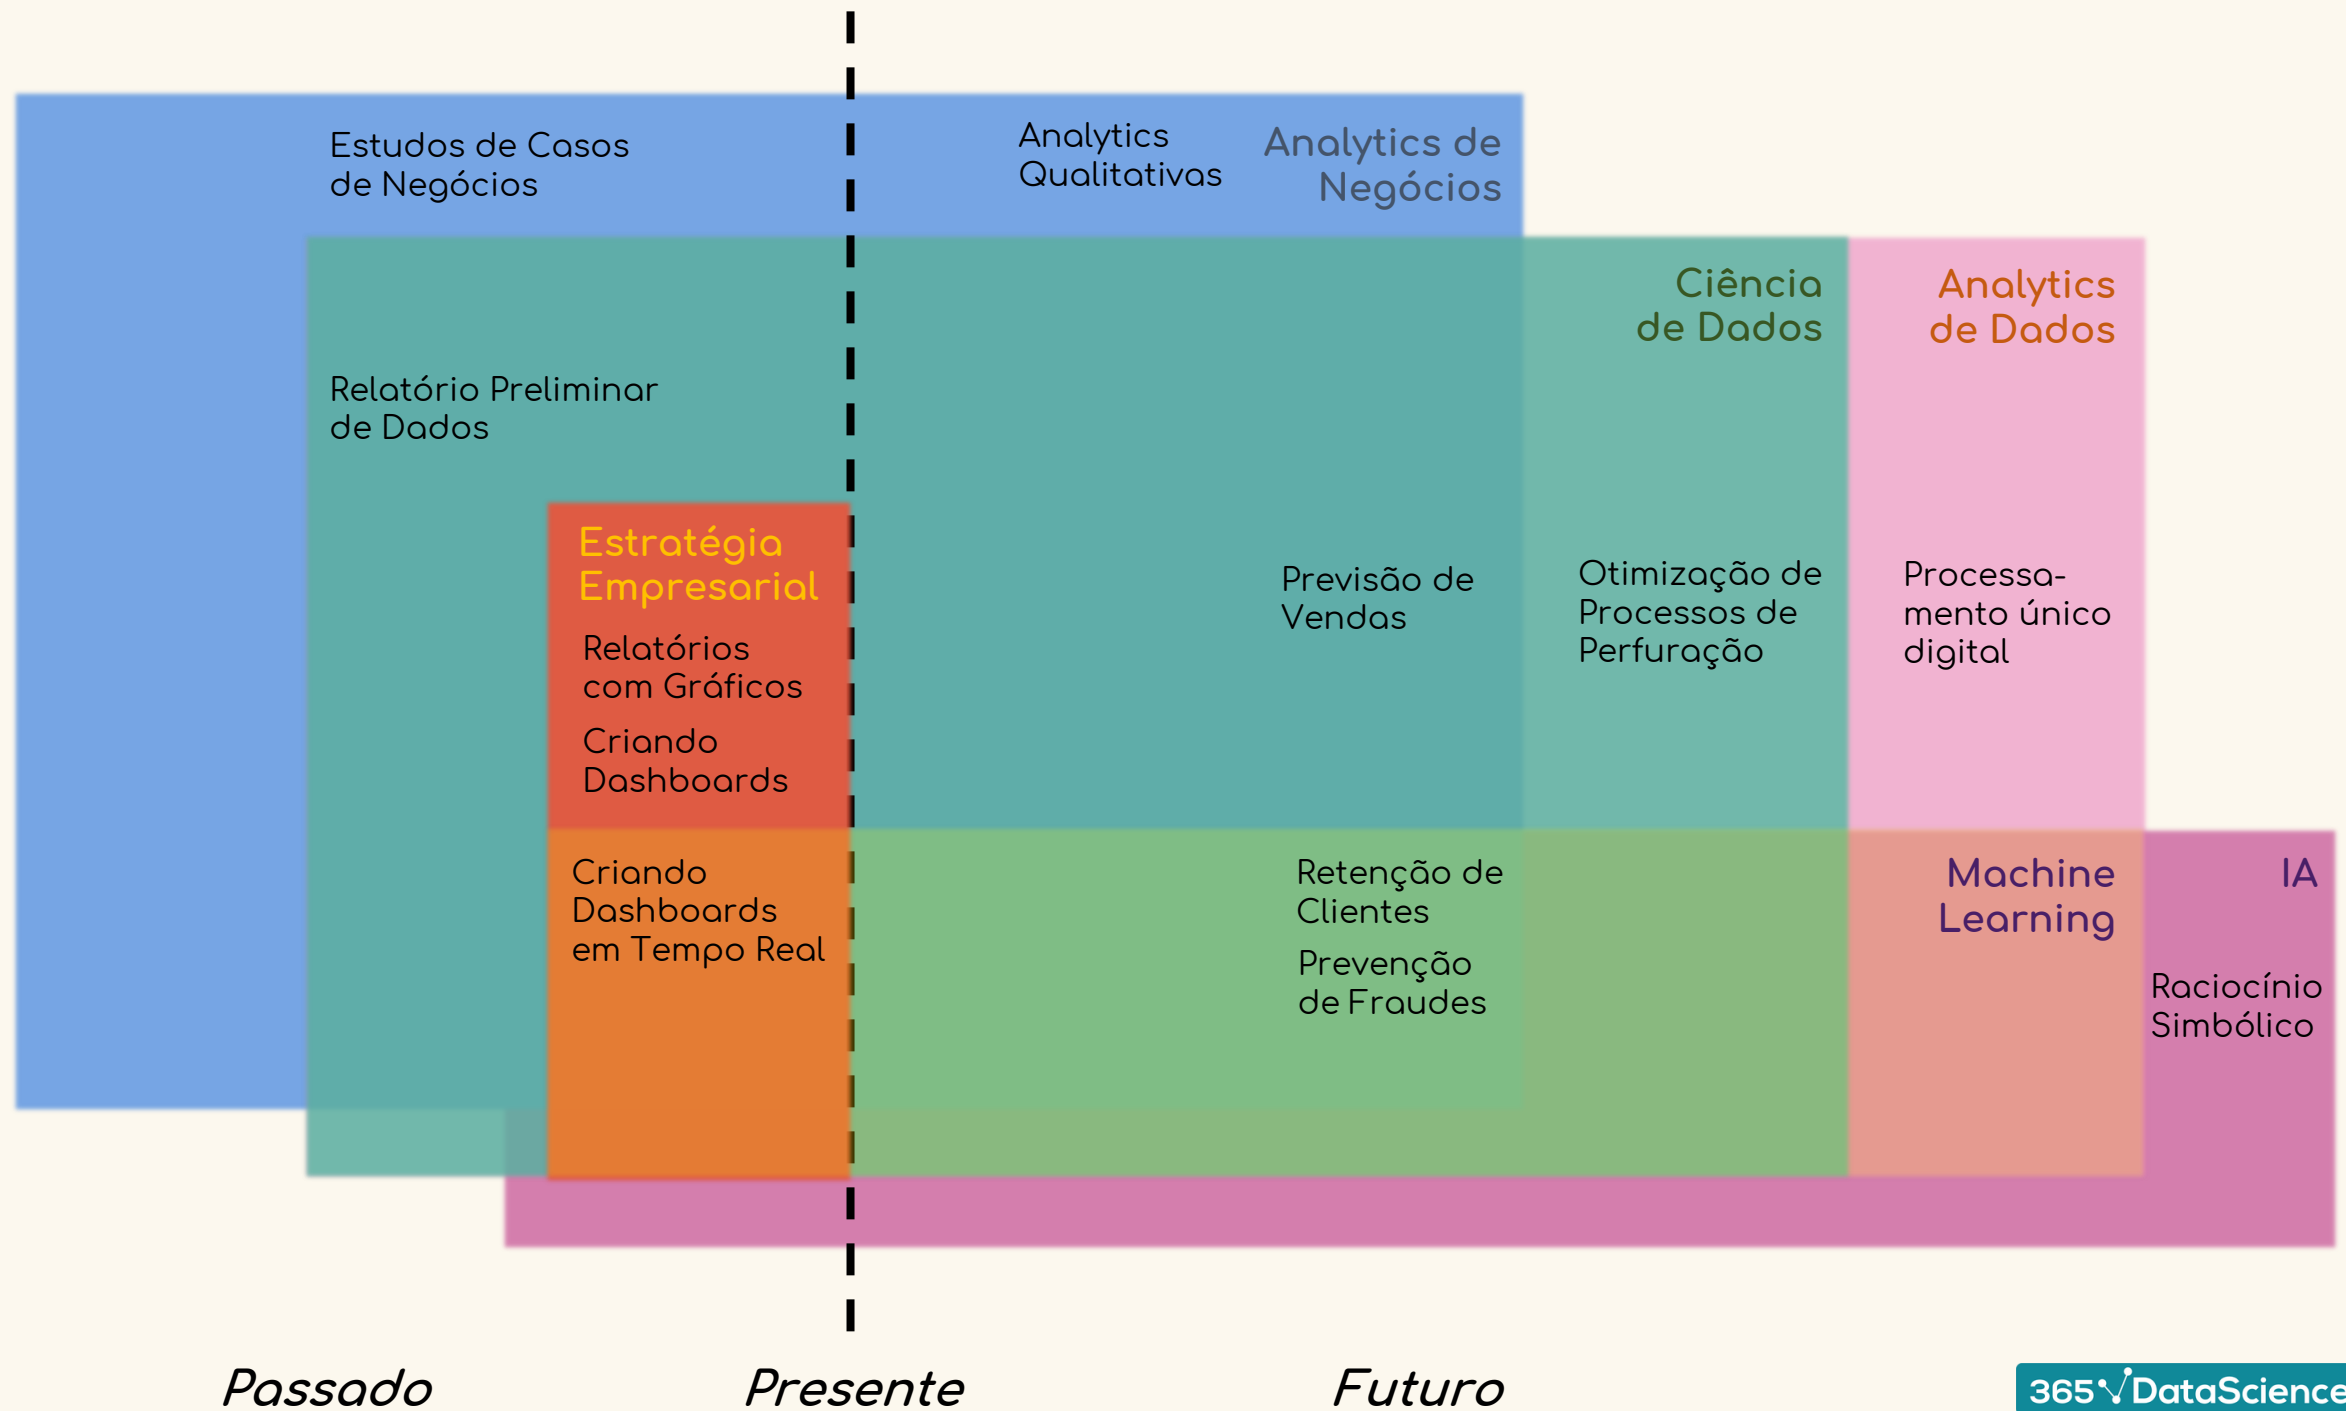 Estudos de Casos
de Negócios
Analytics
Qualitativas
Analytics de
Negócios
Ciência
de Dados
Analytics
de Dados
Relatório Preliminar
de Dados
Estratégia
Empresarial
Relatórios
com Gráficos
Criando
Dashboards
Previsão de
Vendas
Otimização de
Processos de
Perfuração
Processa-
mento único
digital
Criando
Dashboards
em Tempo Real
Retenção de
Clientes
Prevenção
de Fraudes
Machine
Learning
IA
Raciocínio
Simbólico
Passado
Presente
Futuro
365 DataScience